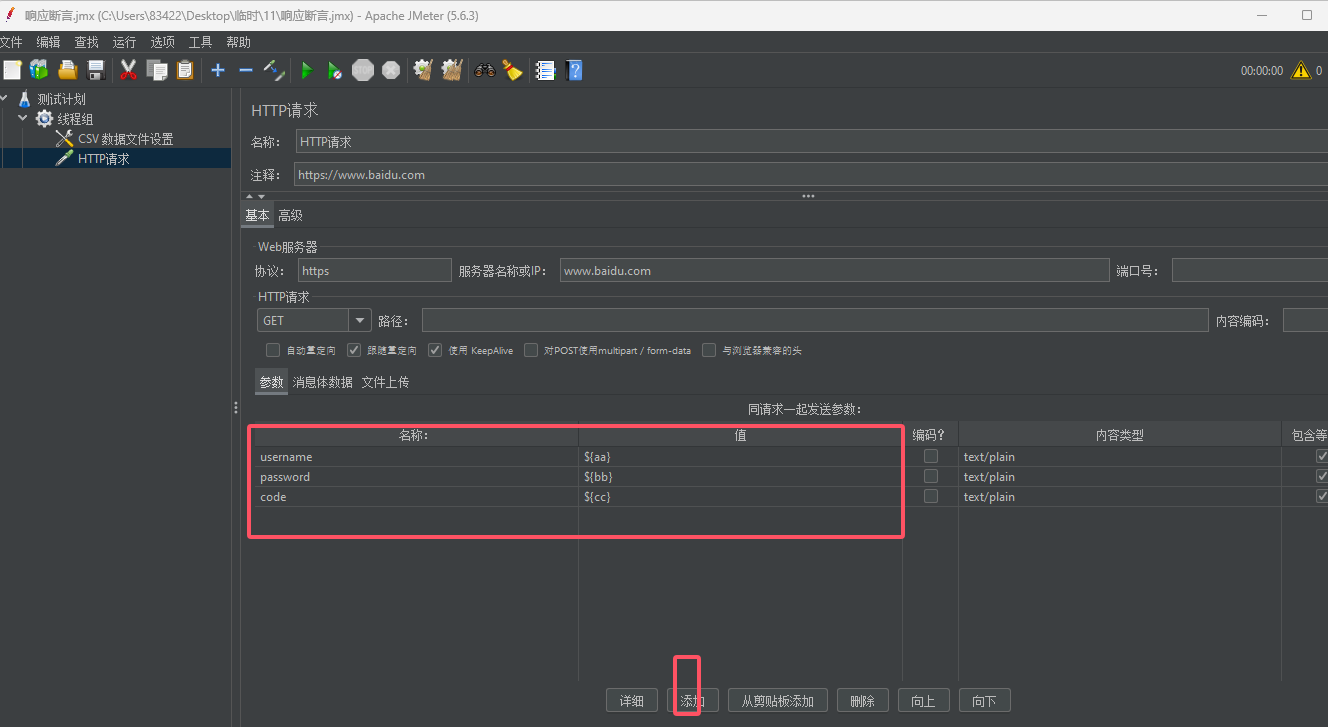 响应断言.jmx (C:\Users\83422\Desktop\临时\11\响应断言.jmx) - Apache JMeter (5.6.3)
文件 编辑 查找 运行 选项 工具 帮助
STOP
00:00:00 0
测试计划
线程组
CSV 数据文件设置
HTTP请求
HTTP请求
名称： HTTP请求
注释： https://www.baidu.com
基本 高级
Web服务器
协议： https 服务器名称或IP： www.baidu.com 端口号：
HTTP请求
GET 路径： 内容编码：
自动重定向 跟随重定向 使用 KeepAlive 对POST使用multipart / form-data 与浏览器兼容的头
参数 消息体数据 文件上传
同请求一起发送参数：
名称： 值 编码？ 内容类型 包含等
username ${aa} text/plain
password ${bb} text/plain
code ${cc} text/plain
详细 添加 从剪贴板添加 删除 向上 向下